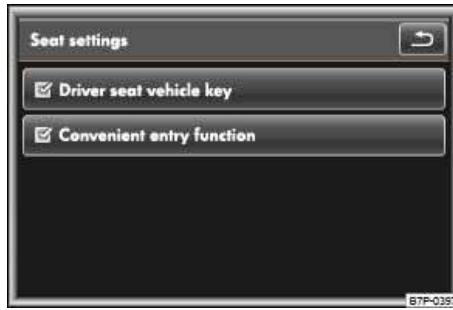 Seat settings
Driver seat vehicle key
Convenient entry function